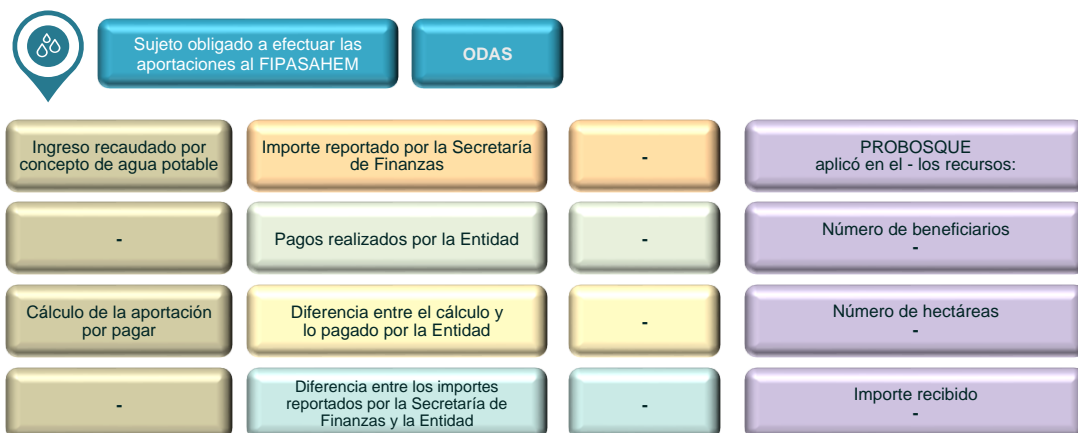 Sujeto obligado a efectuar las
aportaciones al FIPASAHEM
ODAS
Ingreso recaudado por
concepto de agua potable
Importe reportado por la Secretaría
de Finanzas
-
PROBOSQUE
aplicó en el - los recursos:
-
Pagos realizados por la Entidad
-
Número de beneficiarios
-
Cálculo de la aportación
por pagar
Diferencia entre el cálculo y
lo pagado por la Entidad
-
Número de hectáreas
-
-
Diferencia entre los importes
reportados por la Secretaría de
Finanzas y la Entidad
-
Importe recibido
-